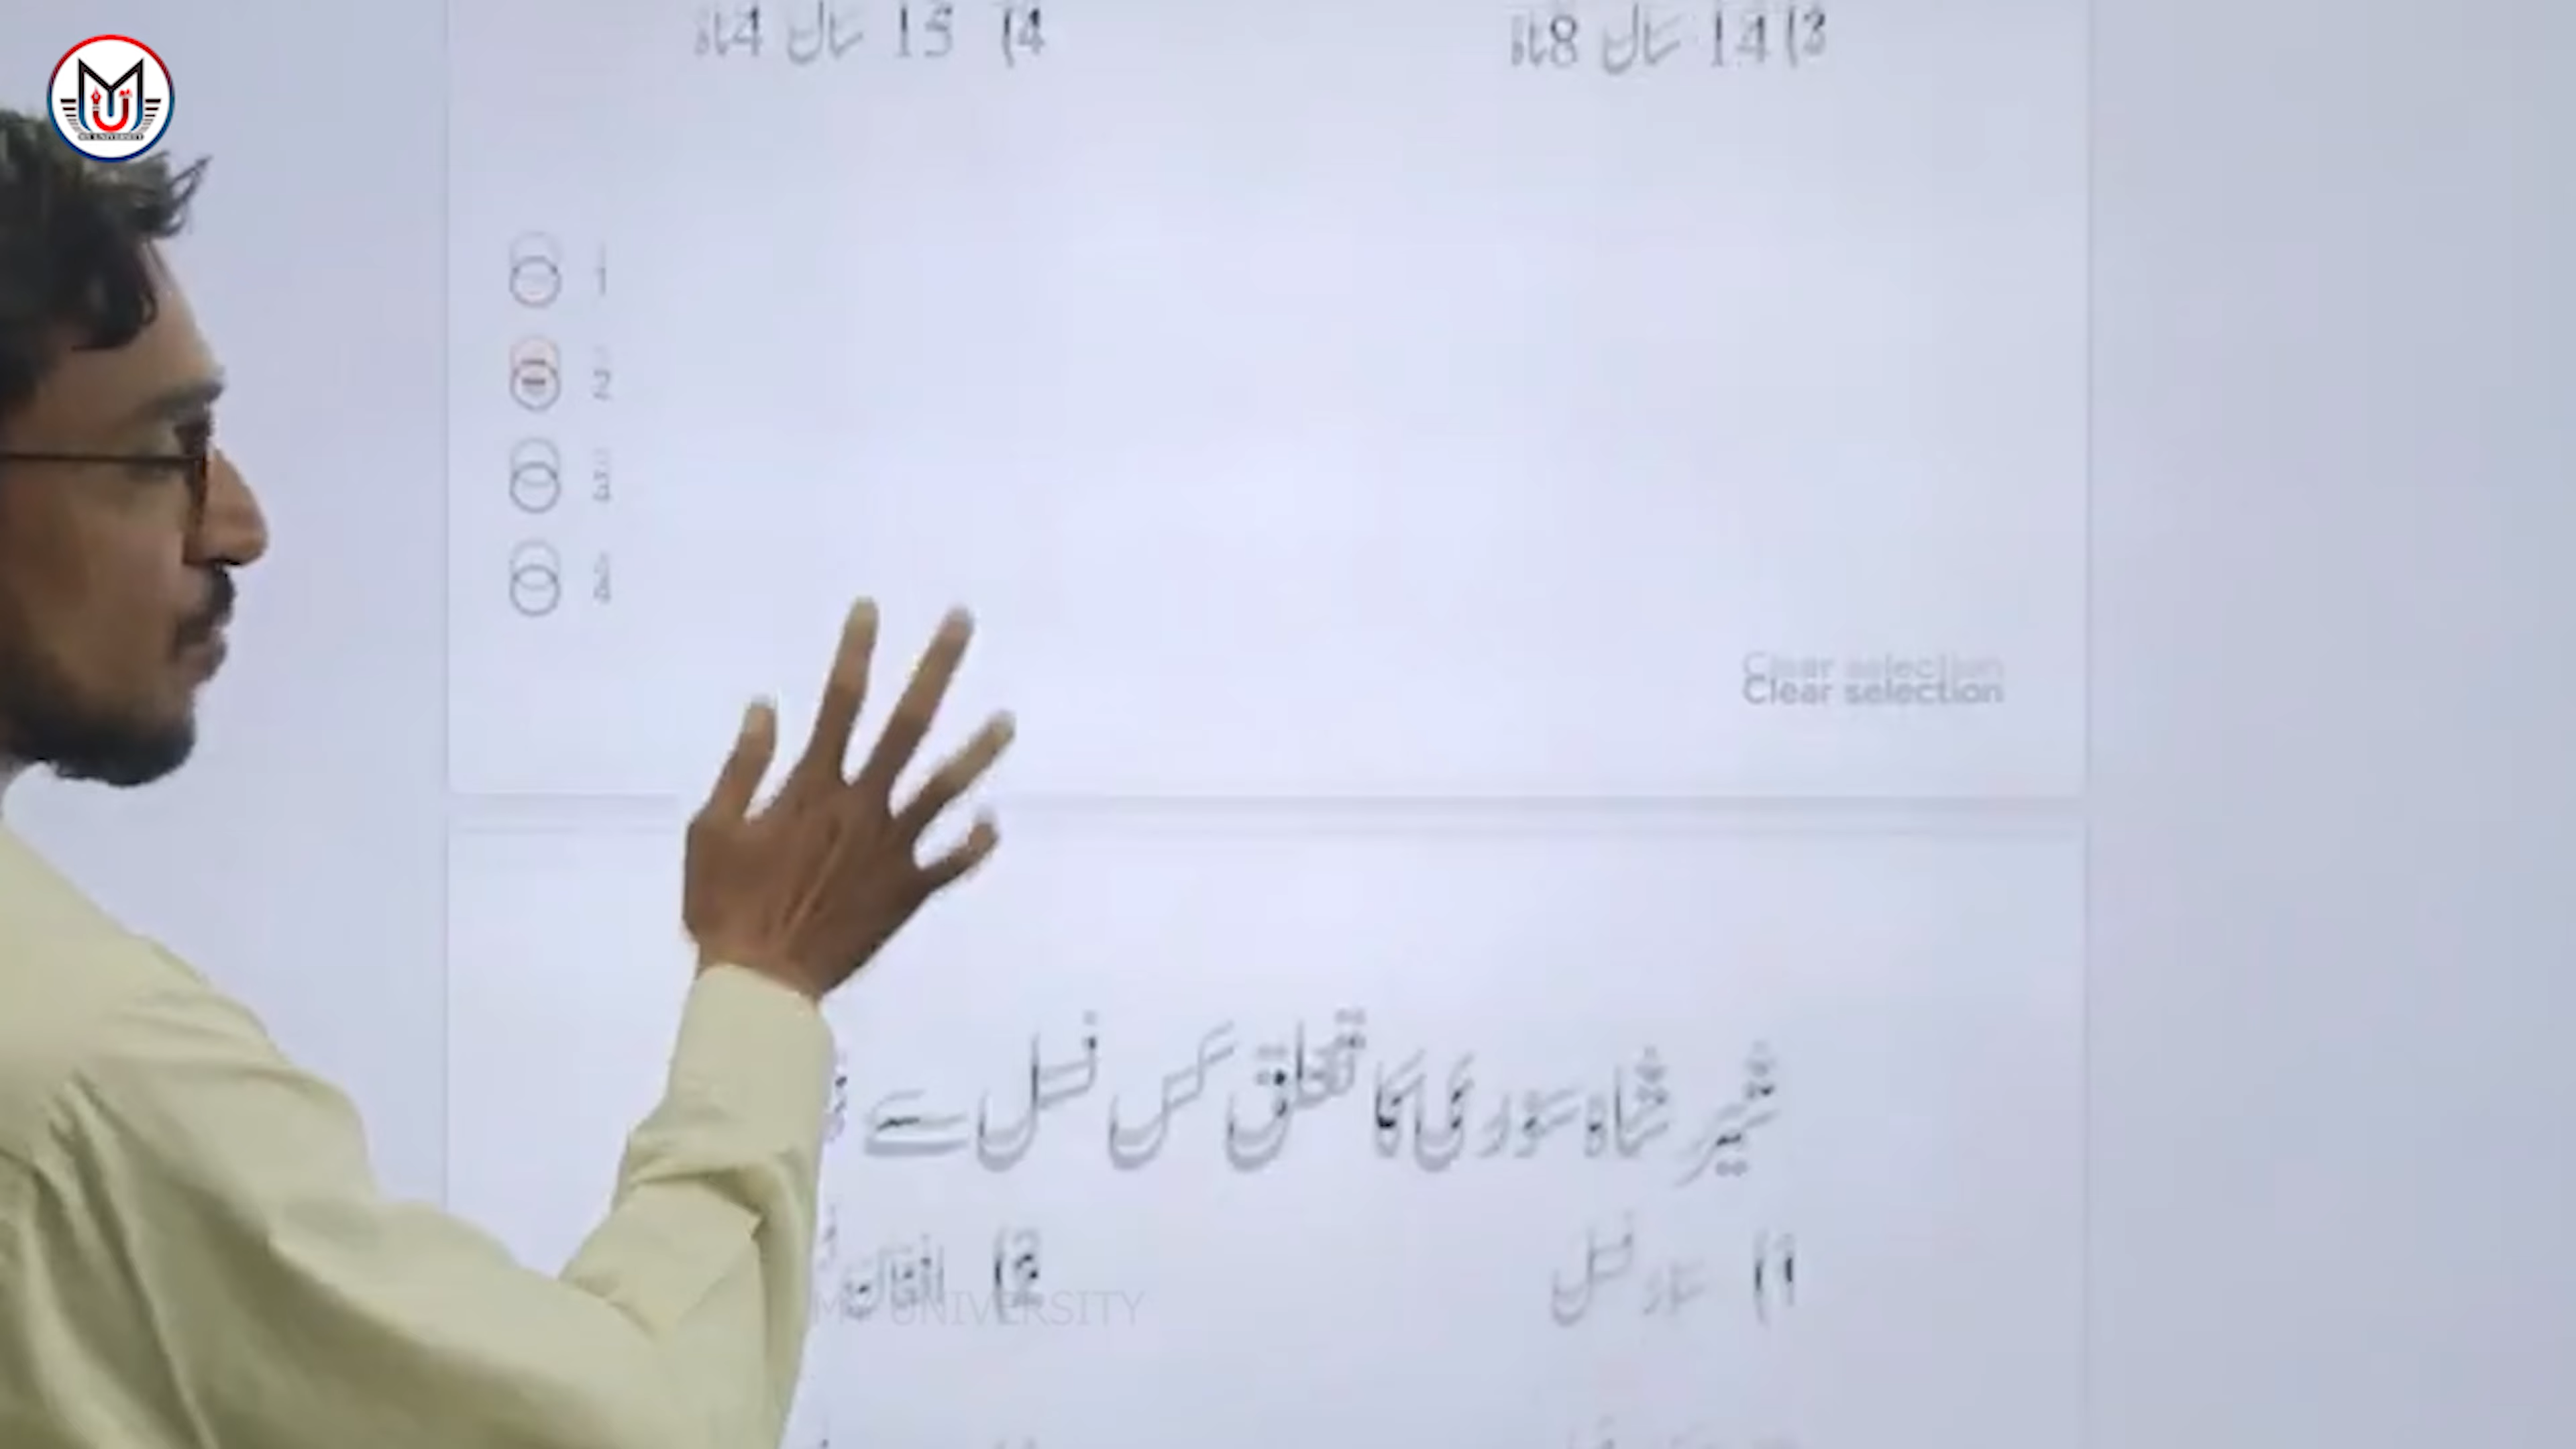 3) 14 سال 8 ماہ 4) 15 سال 4 ماہ
1
2
3
4
Clear selection
شیر شاہ سوری کا تعلق کس نسل سے
1) نسل 2) افغان
MY UNIVERSITY